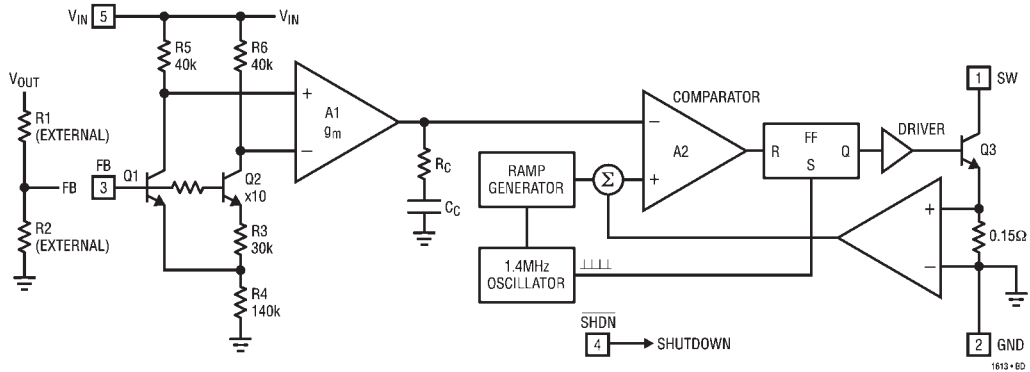 VIN 5 VIN
R5
40k
R6
40k
VOUT
R1
(EXTERNAL)
FB
R2
(EXTERNAL)
FB
3
Q1
Q2
x10
R3
30k
R4
140k
+
−
A1
gm
RC
CC
RAMP
GENERATOR
Σ
1.4MHz
OSCILLATOR
COMPARATOR
−
+
A2
R
FF
S
Q
DRIVER
1 SW
Q3
+
−
0.15Ω
2 GND
SHDN
4
SHUTDOWN
1613 • BD